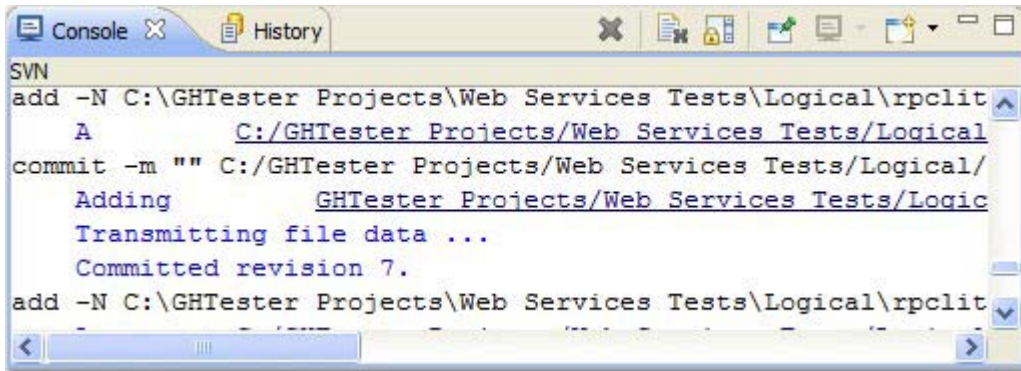 Console History
SVN
add -N C:\GHTester Projects\Web Services Tests\Logical\rpclit
A C:/GHTester Projects/Web Services Tests/Logical
commit -m "" C:/GHTester Projects/Web Services Tests/Logical/
Adding GHTester Projects/Web Services Tests/Logic
Transmitting file data ...
Committed revision 7.
add -N C:\GHTester Projects\Web Services Tests\Logical\rpclit